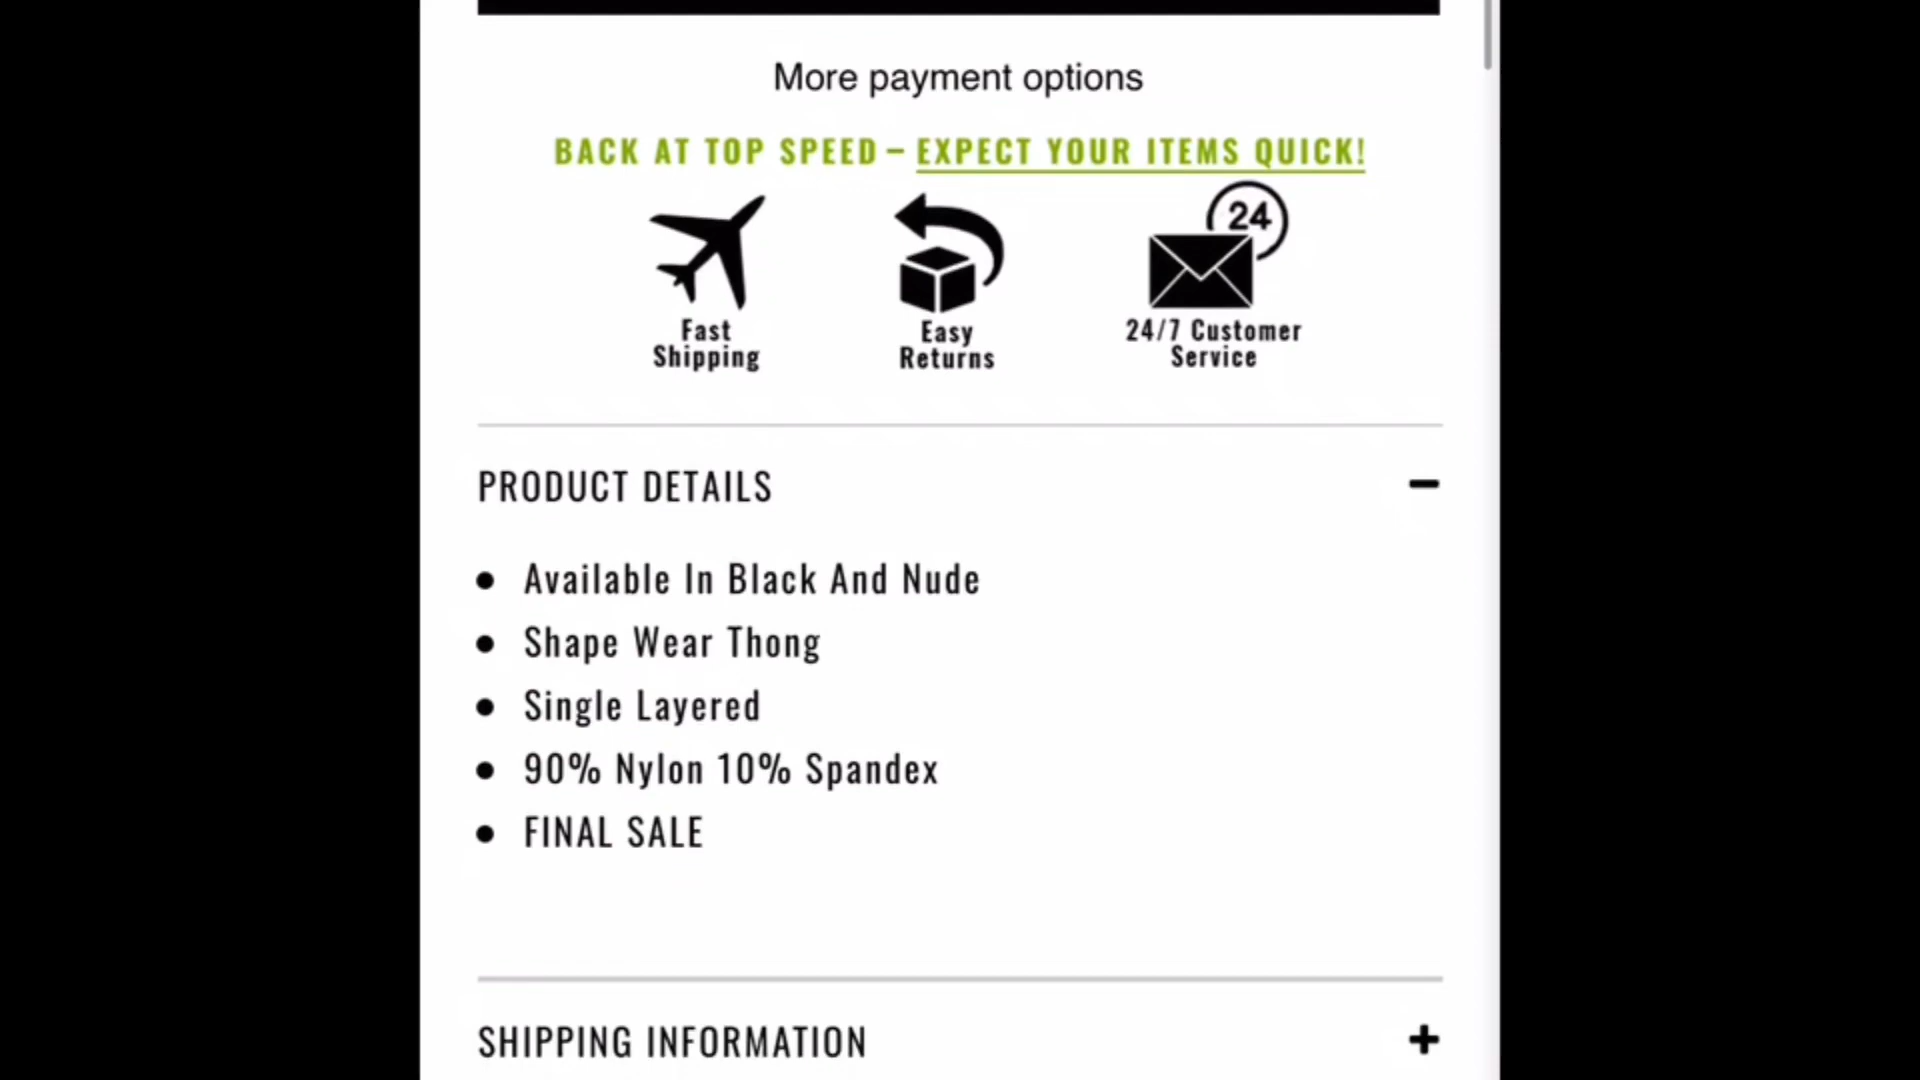 More payment options
BACK AT TOP SPEED – EXPECT YOUR ITEMS QUICK!
24
Fast
Shipping
Easy
Returns
24/7 Customer
Service
PRODUCT DETAILS
Available In Black And Nude
Shape Wear Thong
Single Layered
90% Nylon 10% Spandex
FINAL SALE
SHIPPING INFORMATION